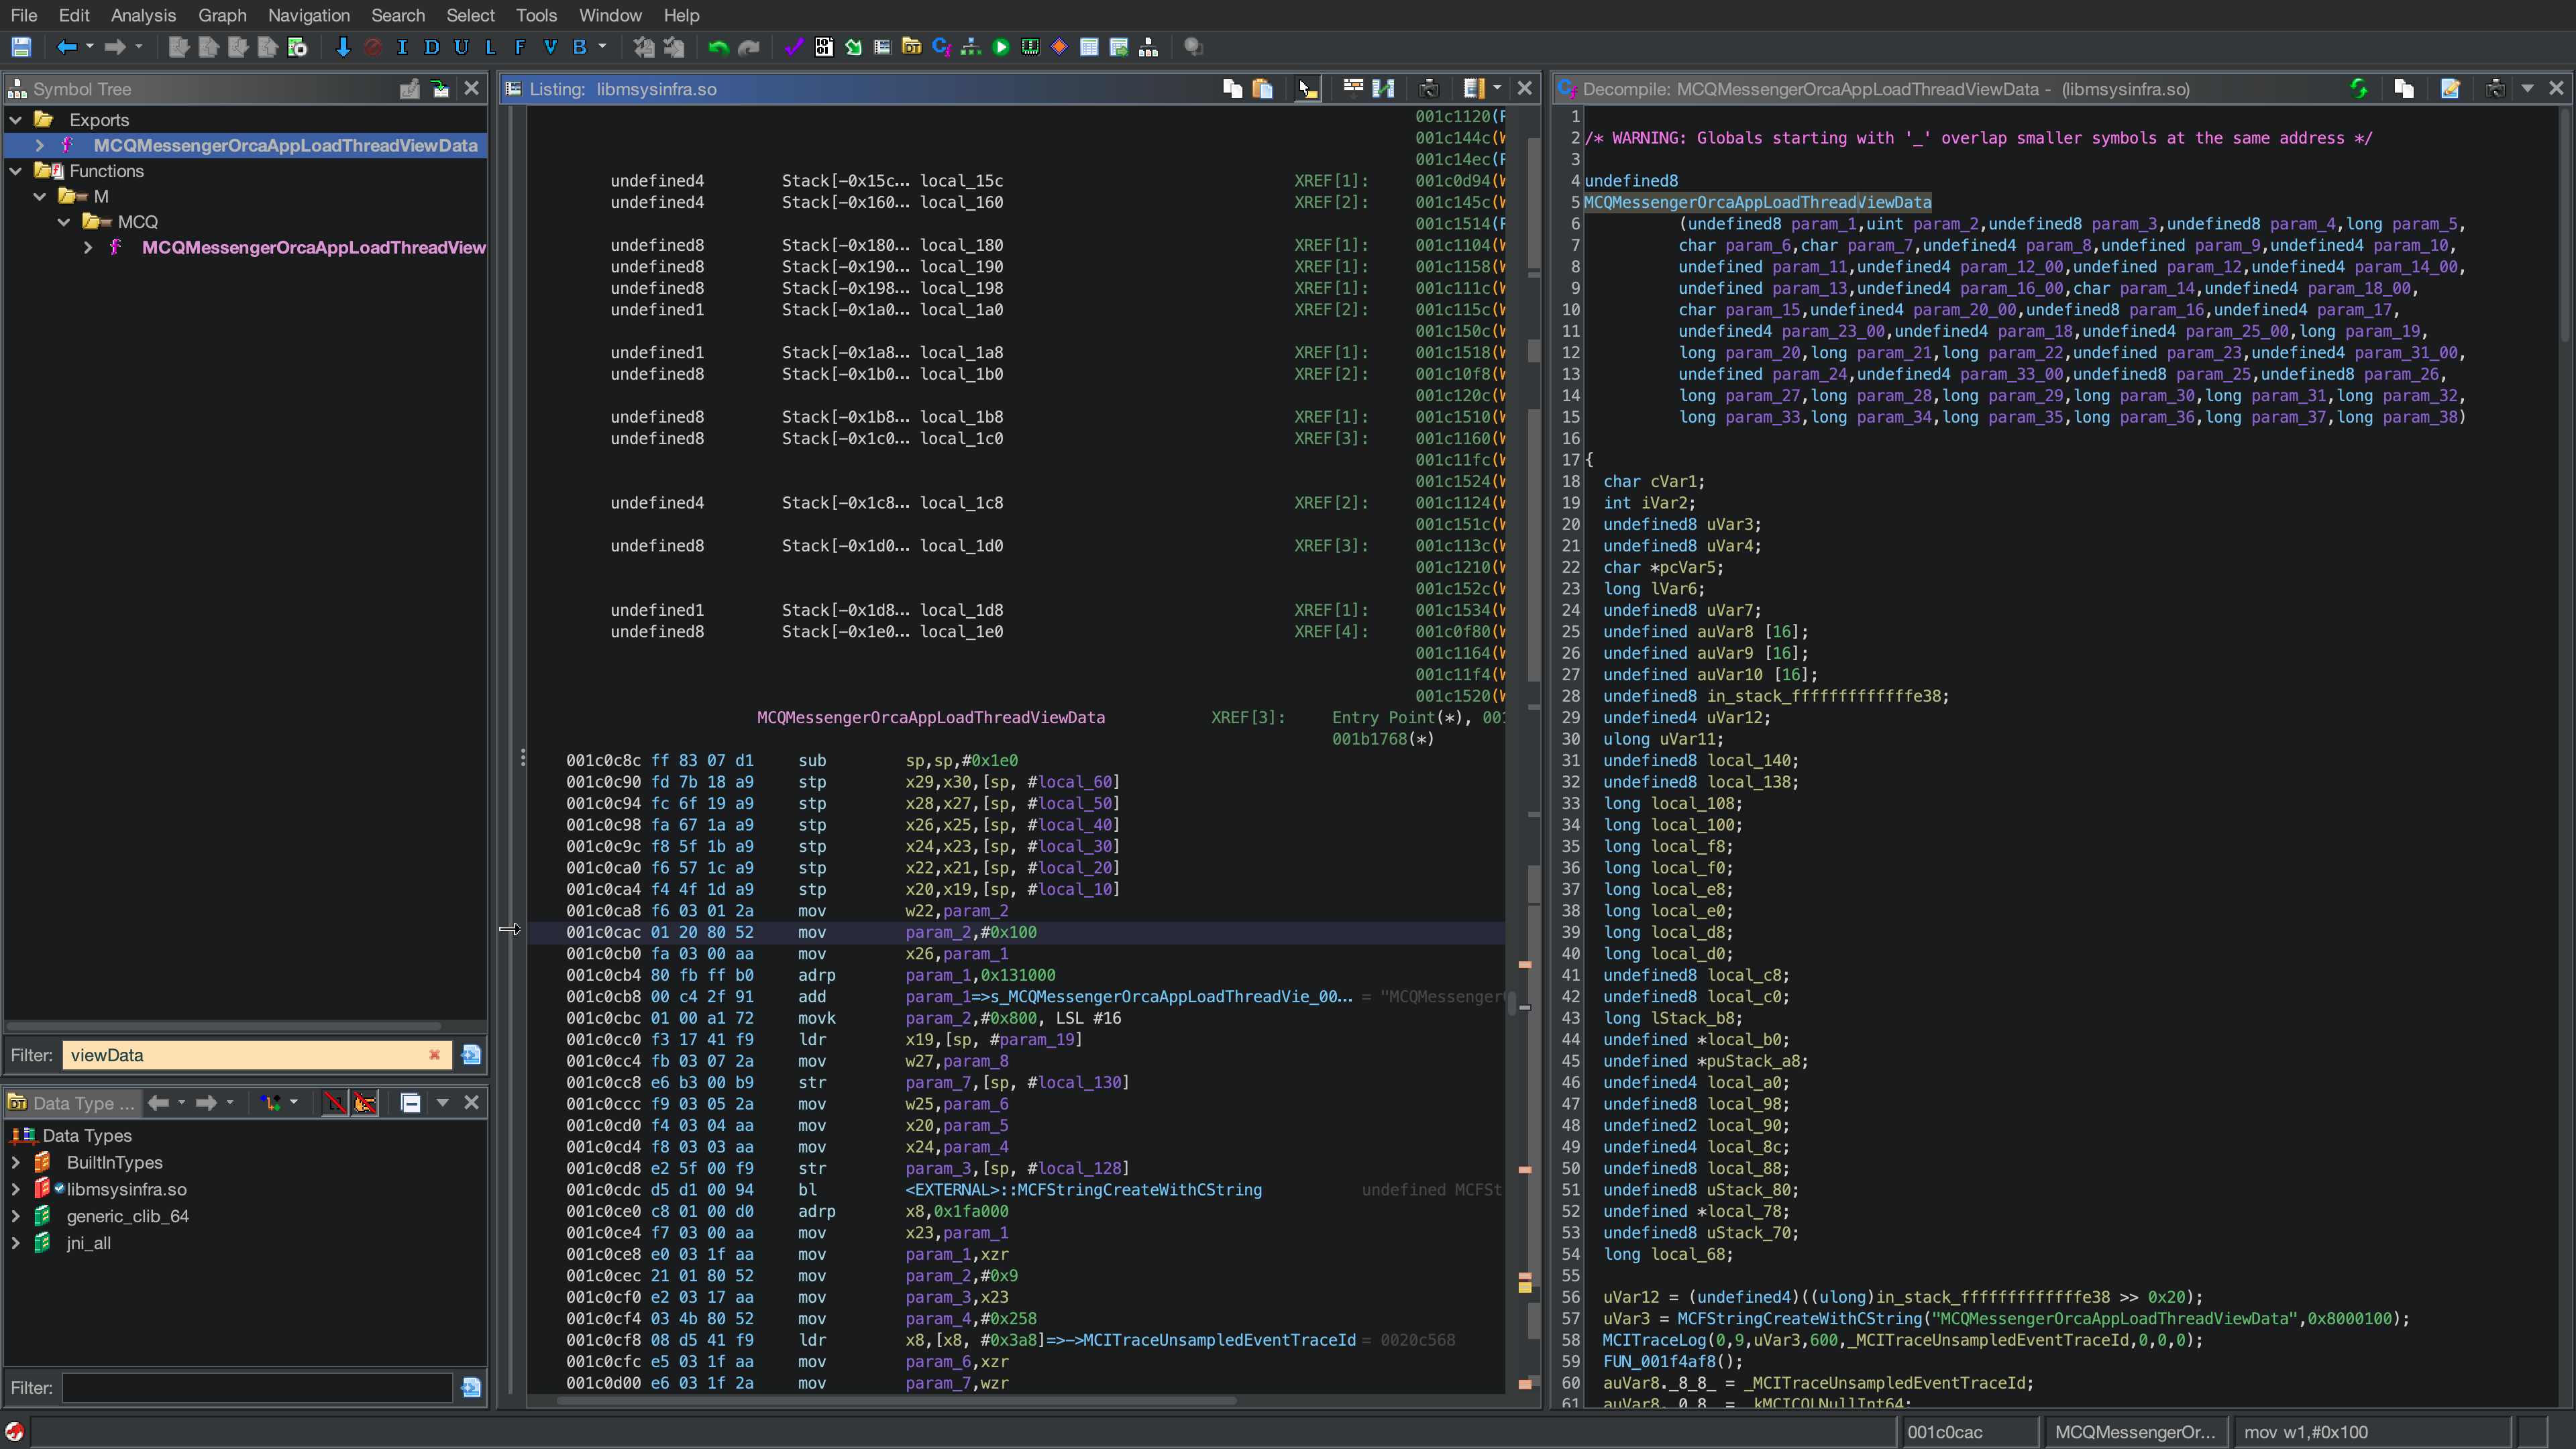 File Edit Analysis Graph Navigation Search Select Tools Window Help
I D U L F V B
Symbol Tree
Exports
MCQMessengerOrcaAppLoadThreadViewData
Functions
M
MCQ
MCQMessengerOrcaAppLoadThreadView
Filter: viewData
Data Type ...
Data Types
BuiltInTypes
libmsysinfra.so
generic_clib_64
jni_all
Filter:
Listing: libmsysinfra.so
001c1120(
001c144c(
001c14ec(
undefined4 Stack[-0x15c... local_15c XREF[1]: 001c0d94(
undefined4 Stack[-0x160... local_160 XREF[2]: 001c145c(
001c1514(
undefined8 Stack[-0x180... local_180 XREF[1]: 001c1104(
undefined8 Stack[-0x190... local_190 XREF[1]: 001c1158(
undefined8 Stack[-0x198... local_198 XREF[1]: 001c111c(
undefined1 Stack[-0x1a0... local_1a0 XREF[2]: 001c115c(
001c150c(
undefined1 Stack[-0x1a8... local_1a8 XREF[1]: 001c1518(
undefined8 Stack[-0x1b0... local_1b0 XREF[2]: 001c10f8(
001c120c(
undefined8 Stack[-0x1b8... local_1b8 XREF[1]: 001c1510(
undefined8 Stack[-0x1c0... local_1c0 XREF[3]: 001c1160(
001c11fc(
001c1524(
undefined4 Stack[-0x1c8... local_1c8 XREF[2]: 001c1124(
001c151c(
undefined8 Stack[-0x1d0... local_1d0 XREF[3]: 001c113c(
001c1210(
001c152c(
undefined1 Stack[-0x1d8... local_1d8 XREF[1]: 001c1534(
undefined8 Stack[-0x1e0... local_1e0 XREF[4]: 001c0f80(
001c1164(
001c11f4(
001c1520(
MCQMessengerOrcaAppLoadThreadViewData XREF[3]: Entry Point(*), 001
001b1768(*)
001c0c8c ff 83 07 d1 sub sp,sp,#0x1e0
001c0c90 fd 7b 18 a9 stp x29,x30,[sp, #local_60]
001c0c94 fc 6f 19 a9 stp x28,x27,[sp, #local_50]
001c0c98 fa 67 1a a9 stp x26,x25,[sp, #local_40]
001c0c9c f8 5f 1b a9 stp x24,x23,[sp, #local_30]
001c0ca0 f6 57 1c a9 stp x22,x21,[sp, #local_20]
001c0ca4 f4 4f 1d a9 stp x20,x19,[sp, #local_10]
001c0ca8 f6 03 01 2a mov w22,param_2
001c0cac 01 20 80 52 mov param_2,#0x100
001c0cb0 fa 03 00 aa mov x26,param_1
001c0cb4 80 fb ff b0 adrp param_1,0x131000
001c0cb8 00 c4 2f 91 add param_1=>s_MCQMessengerOrcaAppLoadThreadVie_00... = "MCQMessenger
001c0cbc 01 00 a1 72 movk param_2,#0x800, LSL #16
001c0cc0 f3 17 41 f9 ldr x19,[sp, #param_19]
001c0cc4 fb 03 07 2a mov w27,param_8
001c0cc8 e6 b3 00 b9 str param_7,[sp, #local_130]
001c0ccc f9 03 05 2a mov w25,param_6
001c0cd0 f4 03 04 aa mov x20,param_5
001c0cd4 f8 03 03 aa mov x24,param_4
001c0cd8 e2 5f 00 f9 str param_3,[sp, #local_128]
001c0cdc d5 d1 00 94 bl <EXTERNAL>::MCFStringCreateWithCString undefined MCFSt
001c0ce0 c8 01 00 d0 adrp x8,0x1fa000
001c0ce4 f7 03 00 aa mov x23,param_1
001c0ce8 e0 03 1f aa mov param_1,xzr
001c0cec 21 01 80 52 mov param_2,#0x9
001c0cf0 e2 03 17 aa mov param_3,x23
001c0cf4 03 4b 80 52 mov param_4,#0x258
001c0cf8 08 d5 41 f9 ldr x8,[x8, #0x3a8]=>->MCITraceUnsampledEventTraceId = 0020c568
001c0cfc e5 03 1f aa mov param_6,xzr
001c0d00 e6 03 1f 2a mov param_7,wzr
Decompile: MCQMessengerOrcaAppLoadThreadViewData - (libmsysinfra.so)
1
2 /* WARNING: Globals starting with '_' overlap smaller symbols at the same address */
3
4 undefined8
5 MCQMessengerOrcaAppLoadThreadViewData
6 (undefined8 param_1,uint param_2,undefined8 param_3,undefined8 param_4,long param_5,
7 char param_6,char param_7,undefined4 param_8,undefined param_9,undefined4 param_10,
8 undefined param_11,undefined4 param_12_00,undefined param_12,undefined4 param_14_00,
9 undefined param_13,undefined4 param_16_00,char param_14,undefined4 param_18_00,
10 char param_15,undefined4 param_20_00,undefined8 param_16,undefined4 param_17,
11 undefined4 param_23_00,undefined4 param_18,undefined4 param_25_00,long param_19,
12 long param_20,long param_21,long param_22,undefined param_23,undefined4 param_31_00,
13 undefined param_24,undefined4 param_33_00,undefined8 param_25,undefined8 param_26,
14 long param_27,long param_28,long param_29,long param_30,long param_31,long param_32,
15 long param_33,long param_34,long param_35,long param_36,long param_37,long param_38)
16
17 {
18 char cVar1;
19 int iVar2;
20 undefined8 uVar3;
21 undefined8 uVar4;
22 char *pcVar5;
23 long lVar6;
24 undefined8 uVar7;
25 undefined auVar8 [16];
26 undefined auVar9 [16];
27 undefined auVar10 [16];
28 undefined8 in_stack_fffffffffffffe38;
29 undefined4 uVar12;
30 ulong uVar11;
31 undefined8 local_140;
32 undefined8 local_138;
33 long local_108;
34 long local_100;
35 long local_f8;
36 long local_f0;
37 long local_e8;
38 long local_e0;
39 long local_d8;
40 long local_d0;
41 undefined8 local_c8;
42 undefined8 local_c0;
43 long lStack_b8;
44 undefined *local_b0;
45 undefined *puStack_a8;
46 undefined4 local_a0;
47 undefined8 local_98;
48 undefined2 local_90;
49 undefined4 local_8c;
50 undefined8 local_88;
51 undefined8 uStack_80;
52 undefined *local_78;
53 undefined8 uStack_70;
54 long local_68;
55
56 uVar12 = (undefined4)((ulong)in_stack_fffffffffffffe38 >> 0x20);
57 uVar3 = MCFStringCreateWithCString("MCQMessengerOrcaAppLoadThreadViewData",0x8000100);
58 MCITraceLog(0,9,uVar3,600,_MCITraceUnsampledEventTraceId,0,0,0);
59 FUN_001f4af8();
60 auVar8._8_8_ = _MCITraceUnsampledEventTraceId;
61 auVar8._0_8_ = _kMCICQLNullInt64;
001c0cac MCQMessengerOr... mov w1,#0x100